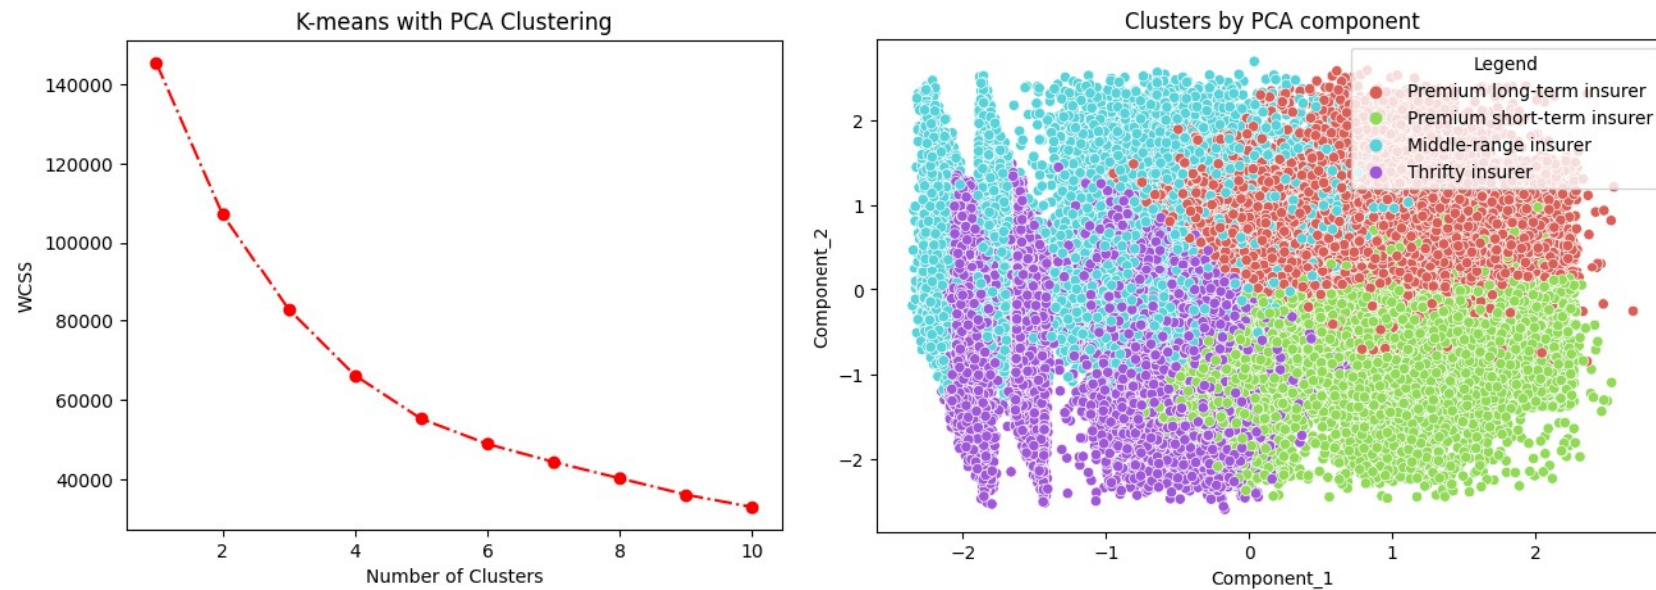 K-means with PCA Clustering
140000
120000
100000
80000
60000
40000
WCSS
2
4
6
8
10
Number of Clusters
Clusters by PCA component
Legend
Premium long-term insurer
Premium short-term insurer
Middle-range insurer
Thrifty insurer
2
1
0
−1
−2
Component_2
−2
−1
0
1
2
Component_1